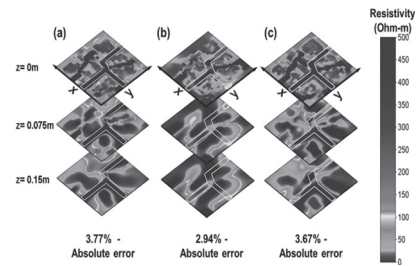 (a) (b) (c)
Resistivity
(Ohm-m)
500
450
400
350
300
250
200
150
100
50
0
z= 0m
x y
x y
x y
z= 0.075m
z= 0.15m
3.77% -
Absolute error
2.94% -
Absolute error
3.67% -
Absolute error